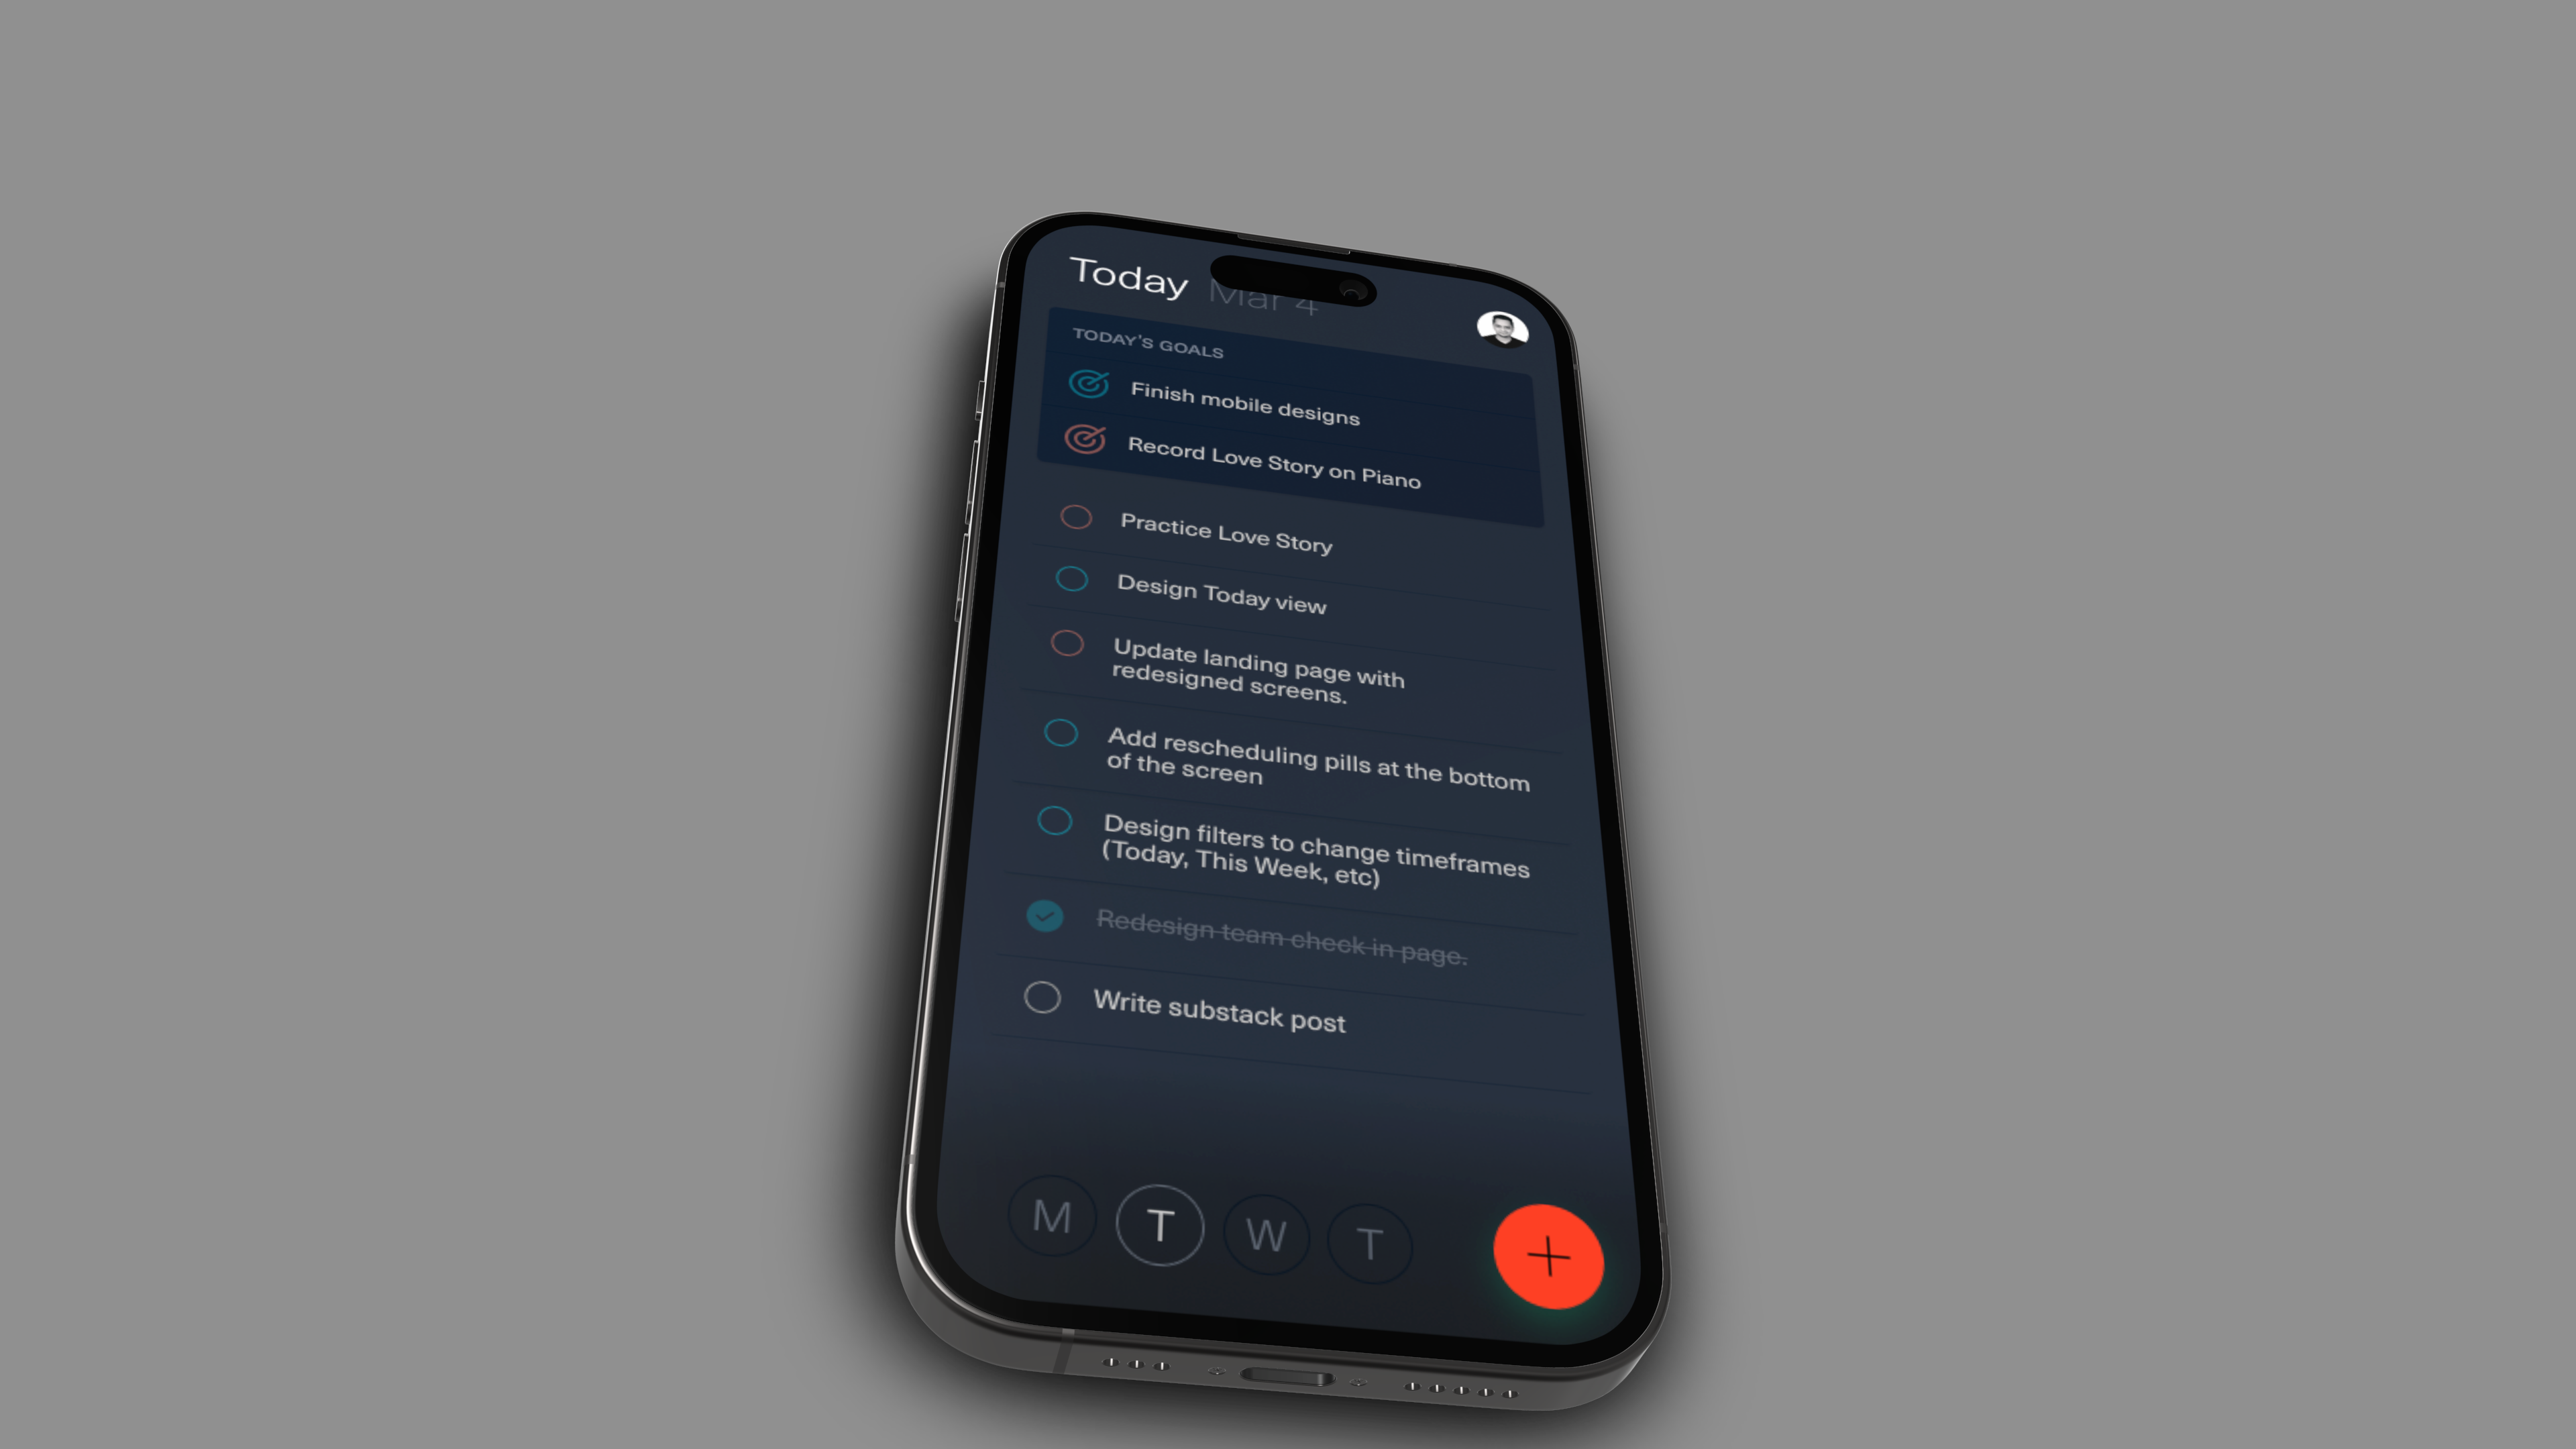 Today Mar 4
TODAY'S GOALS
Finish mobile designs
Record Love Story on Piano
Practice Love Story
Design Today view
Update landing page with
redesigned screens.
Add rescheduling pills at the bottom
of the screen
Design filters to change timeframes
(Today, This Week, etc)
Redesign team check in page.
Write substack post
M T W T